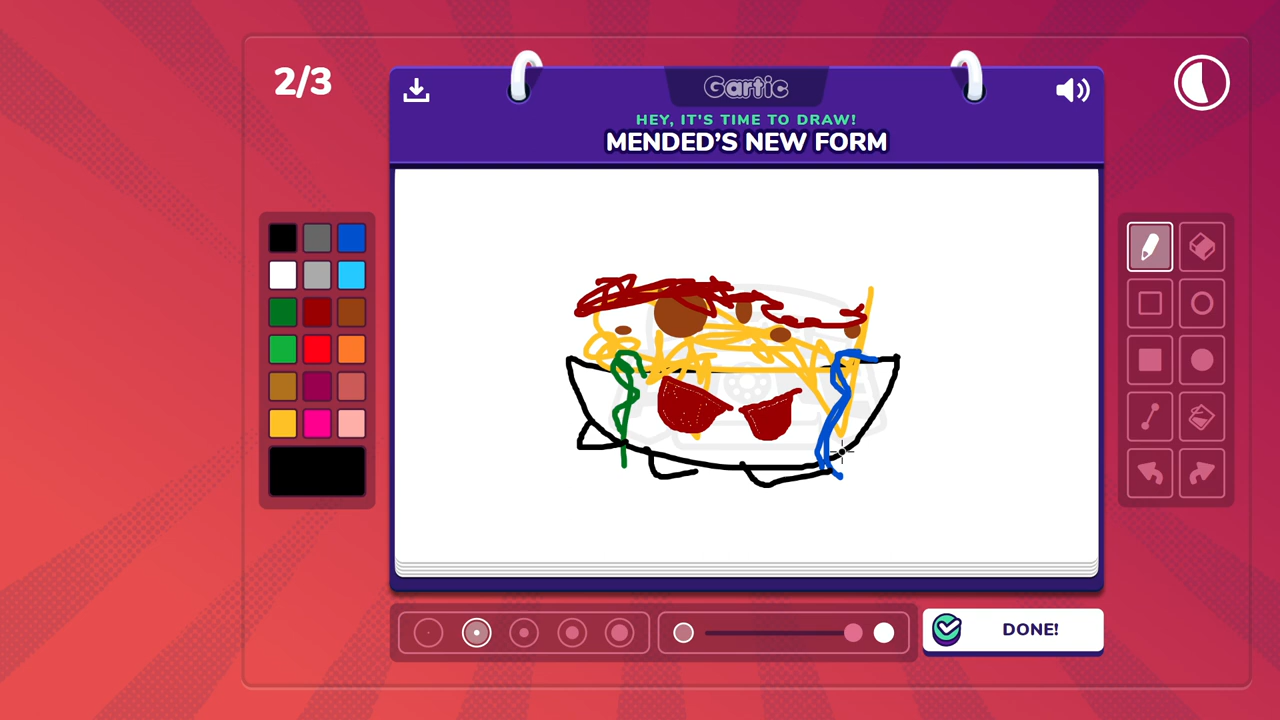 2/3
Gartic
HEY, IT'S TIME TO DRAW!
MENDED’S NEW FORM
DONE!